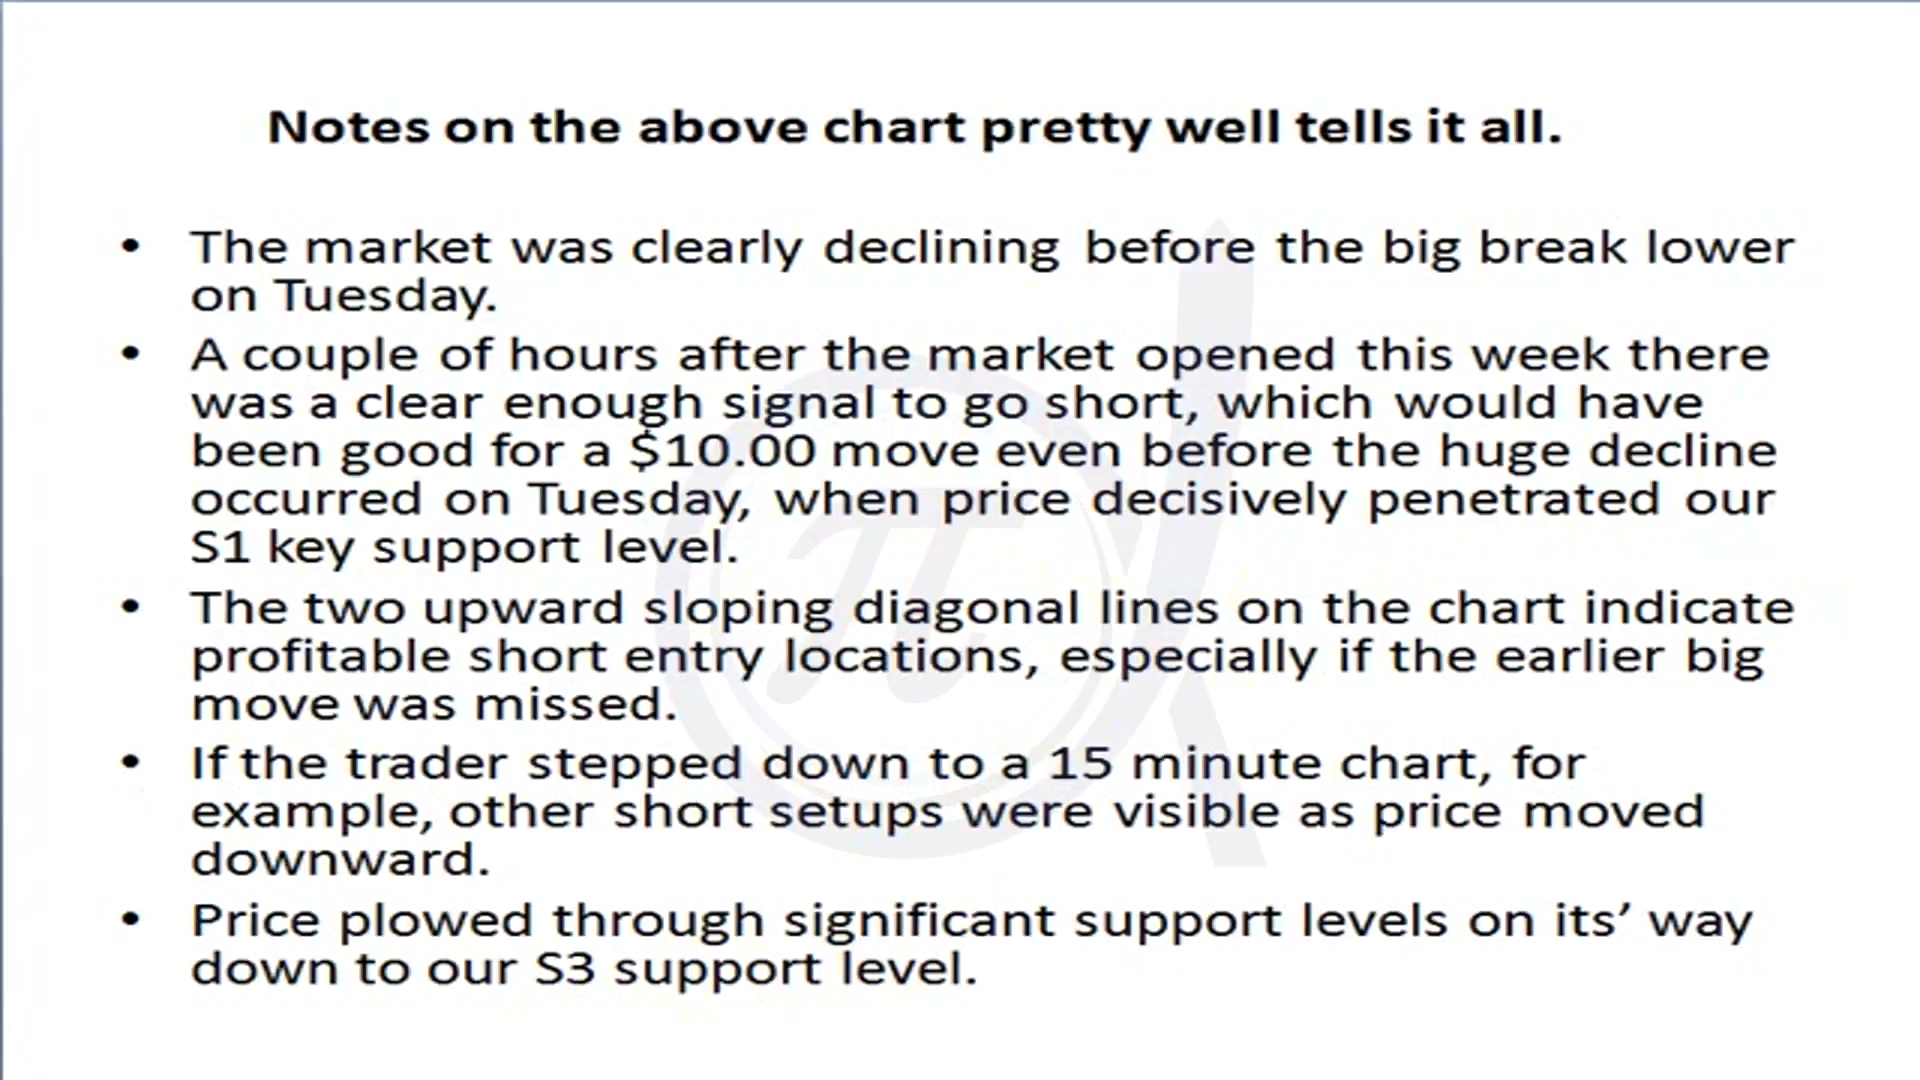 Notes on the above chart pretty well tells it all.
• The market was clearly declining before the big break lower
on Tuesday.
• A couple of hours after the market opened this week there
was a clear enough signal to go short, which would have
been good for a $10.00 move even before the huge decline
occurred on Tuesday, when price decisively penetrated our
S1 key support level.
• The two upward sloping diagonal lines on the chart indicate
profitable short entry locations, especially if the earlier big
move was missed.
• If the trader stepped down to a 15 minute chart, for
example, other short setups were visible as price moved
downward.
• Price plowed through significant support levels on its’ way
down to our S3 support level.
π